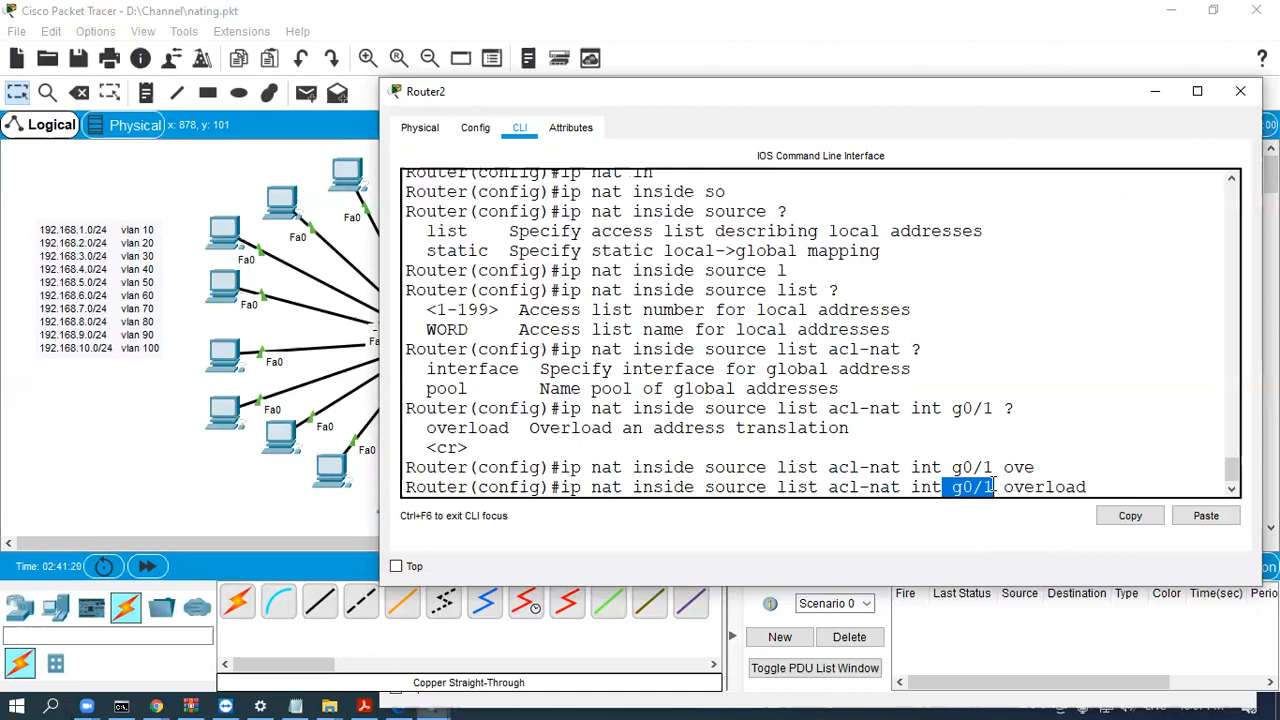 Cisco Packet Tracer - D:\Channel\nating.pkt
File Edit Options View Tools Extensions Help
Logical Physical x: 878, y: 101
Router2
Physical Config CLI Attributes
IOS Command Line Interface
Router(config)#ip nat in
Router(config)#ip nat inside so
Router(config)#ip nat inside source ?
list Specify access list describing local addresses
static Specify static local->global mapping
Router(config)#ip nat inside source l
Router(config)#ip nat inside source list ?
<1-199> Access list number for local addresses
WORD Access list name for local addresses
Router(config)#ip nat inside source list acl-nat ?
interface Specify interface for global address
pool Name pool of global addresses
Router(config)#ip nat inside source list acl-nat int g0/1 ?
overload Overload an address translation
<cr>
Router(config)#ip nat inside source list acl-nat int g0/1 ove
Router(config)#ip nat inside source list acl-nat int g0/1 overload
Ctrl+F6 to exit CLI focus
Copy Paste
Top
192.168.1.0/24 vlan 10
192.168.2.0/24 vlan 20
192.168.3.0/24 vlan 30
192.168.4.0/24 vlan 40
192.168.5.0/24 vlan 50
192.168.6.0/24 vlan 60
192.168.7.0/24 vlan 70
192.168.8.0/24 vlan 80
192.168.9.0/24 vlan 90
192.168.10.0/24 vlan 100
Fa0
Fa0
Fa0
Fa0
Fa0
Fa0
Fa0
Fa0
Time: 02:41:29
Scenario 0
New Delete
Toggle PDU List Window
Fire Last Status Source Destination Type Color Time(sec) Perio
Copper Straight-Through